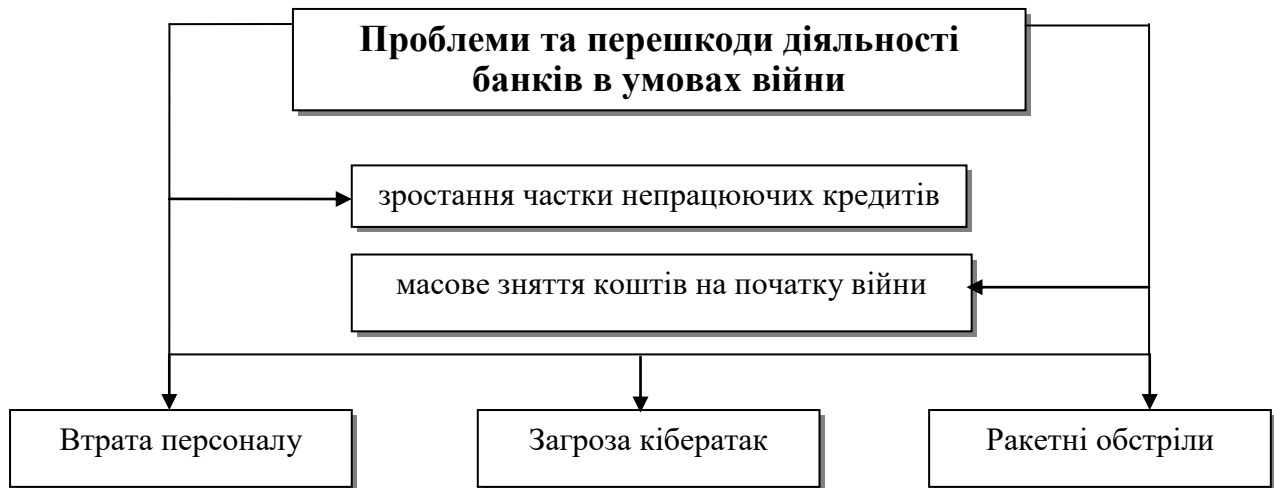 Проблеми та перешкоди діяльності
банків в умовах війни
зростання частки непрацюючих кредитів
масове зняття коштів на початку війни
Втрата персоналу
Загроза кібератак
Ракетні обстріли